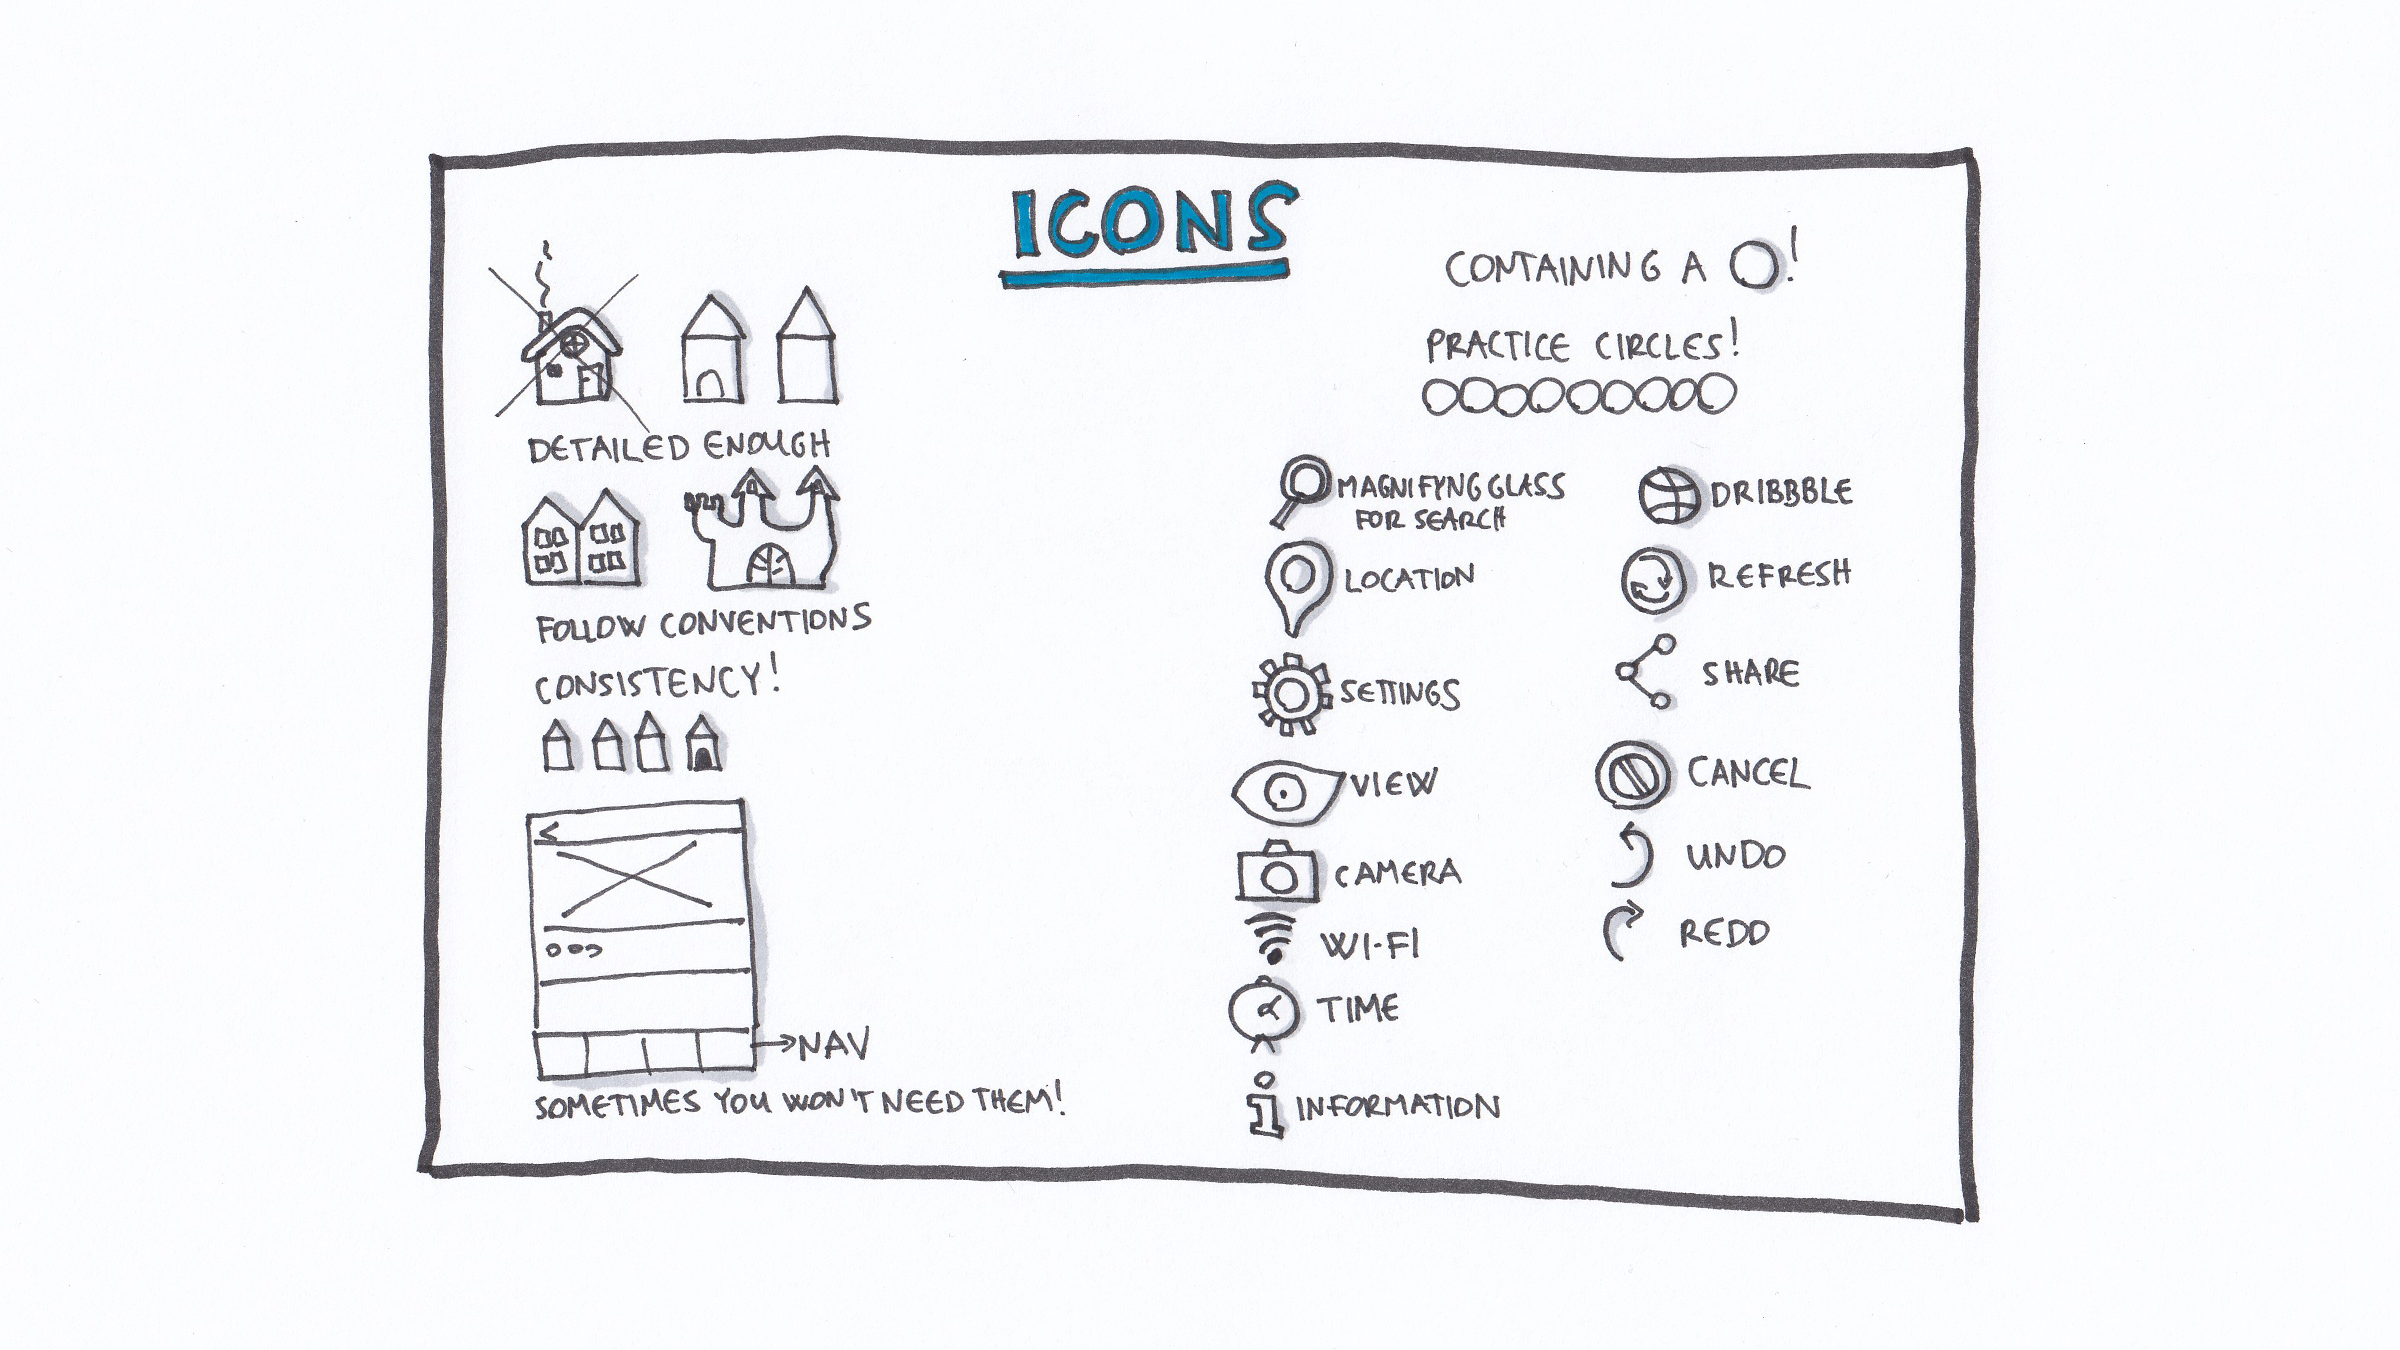 ICONS
DETAILED ENOUGH
FOLLOW CONVENTIONS
CONSISTENCY!
NAV
SOMETIMES YOU WON'T NEED THEM!
CONTAINING A O!
PRACTICE CIRCLES!
MAGNIFYNG GLASS
FOR SEARCH
LOCATION
SETTINGS
VIEW
CAMERA
WI-FI
TIME
INFORMATION
DRIBBBLE
REFRESH
SHARE
CANCEL
UNDO
REDO